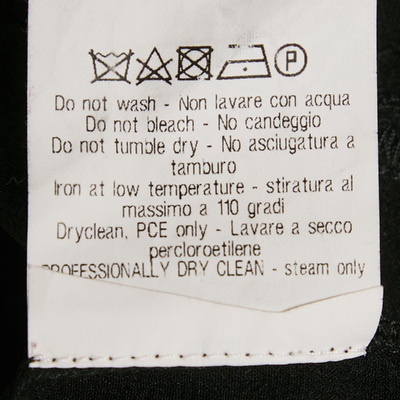 P
Do not wash - Non lavare con acqua
Do not bleach - No candeggio
Do not tumble dry - No asciugatura a
tamburo
Iron at low temperature - stiratura al
massimo a 110 gradi
Dryclean, PCE only - Lavare a secco
percloroetilene
PROFESSIONALLY DRY CLEAN - steam only